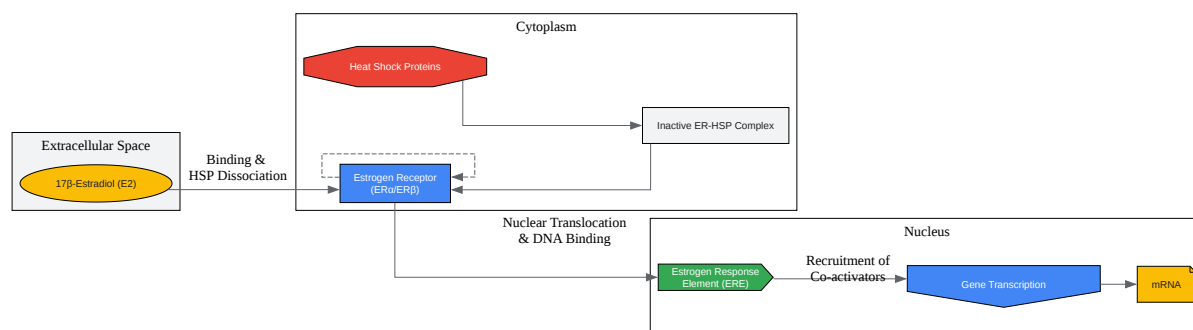 Cytoplasm
Heat Shock Proteins
Inactive ER-HSP Complex
Extracellular Space
17β-Estradiol (E2)
Binding &
HSP Dissociation
Estrogen Receptor
(ERα/ERβ)
Nuclear Translocation
& DNA Binding
Nucleus
Estrogen Response
Element (ERE)
Recruitment of
Co-activators
Gene Transcription
mRNA